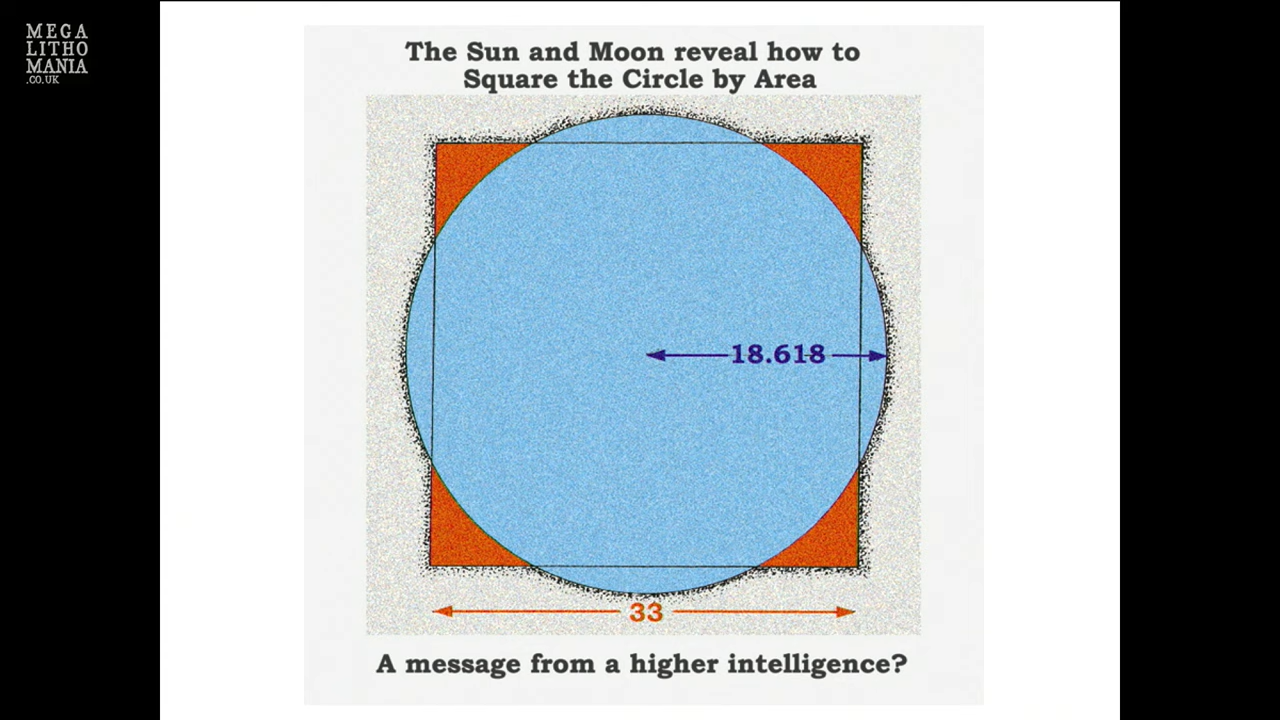 MEGA
LITHO
MANIA
.CO.UK
The Sun and Moon reveal how to
Square the Circle by Area
18.618
33
A message from a higher intelligence?